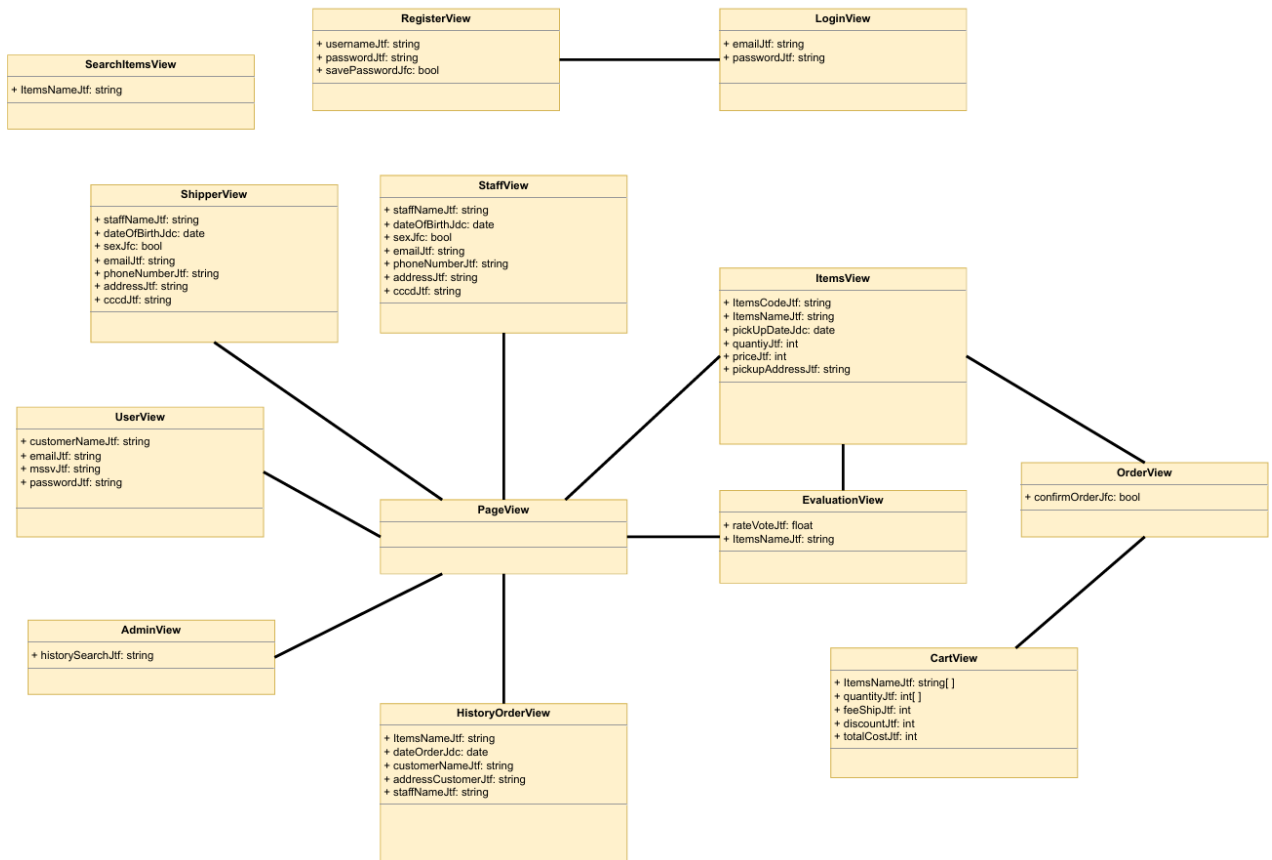 RegisterView
+ usernameJtf: string
+ passwordJtf: string
+ savePasswordJfc: bool
LoginView
+ emailJtf: string
+ passwordJtf: string
SearchItemsView
+ ItemsNameJtf: string
ShipperView
+ staffNameJtf: string
+ dateOfBirthJdc: date
+ sexJfc: bool
+ emailJtf: string
+ phoneNumberJtf: string
+ addressJtf: string
+ cccdJtf: string
StaffView
+ staffNameJtf: string
+ dateOfBirthJdc: date
+ sexJfc: bool
+ emailJtf: string
+ phoneNumberJtf: string
+ addressJtf: string
+ cccdJtf: string
ItemsView
+ ItemsCodeJtf: string
+ ItemsNameJtf: string
+ pickUpDateJdc: date
+ quantiyJtf: int
+ priceJtf: int
+ pickupAddressJtf: string
UserView
+ customerNameJtf: string
+ emailJtf: string
+ mssvJtf: string
+ passwordJtf: string
PageView
EvaluationView
+ rateVoteJtf: float
+ ItemsNameJtf: string
OrderView
+ confirmOrderJfc: bool
AdminView
+ historySearchJtf: string
HistoryOrderView
+ ItemsNameJtf: string
+ dateOrderJdc: date
+ customerNameJtf: string
+ addressCustomerJtf: string
+ staffNameJtf: string
CartView
+ ItemsNameJtf: string[ ]
+ quantityJtf: int[ ]
+ feeShipJtf: int
+ discountJtf: int
+ totalCostJtf: int